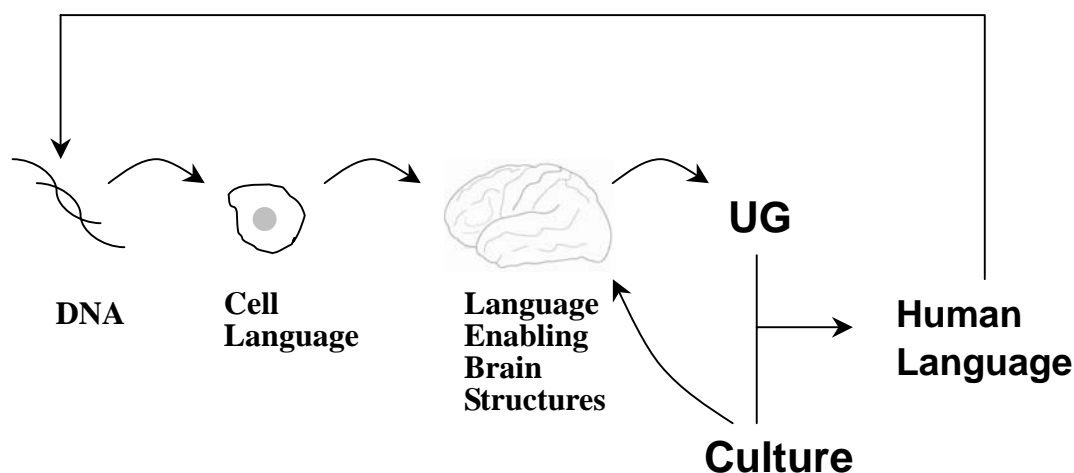 DNA
Cell
Language
Language
Enabling
Brain
Structures
UG
Human
Language
Culture